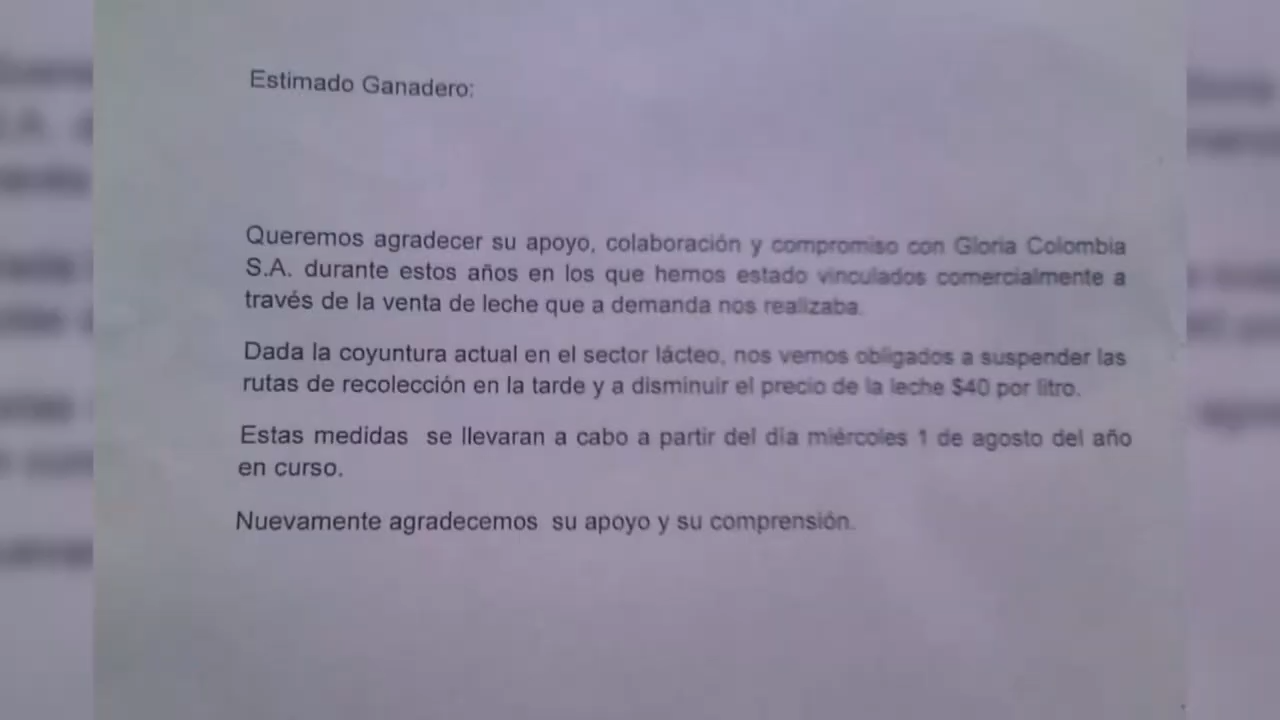 Estimado Ganadero:
Queremos agradecer su apoyo, colaboración y compromiso con Gloria Colombia
S.A. durante estos años en los que hemos estado vinculados comercialmente a
través de la venta de leche que a demanda nos realizaba.
Dada la coyuntura actual en el sector lácteo, nos vemos obligados a suspender las
rutas de recolección en la tarde y a disminuir el precio de la leche $40 por litro.
Estas medidas se llevaran a cabo a partir del día miércoles 1 de agosto del año
en curso.
Nuevamente agradecemos su apoyo y su comprensión.